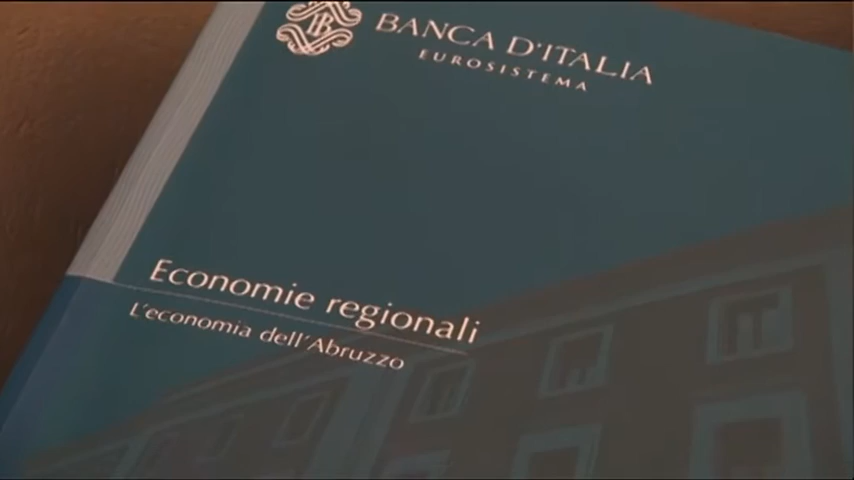 BANCA D'ITALIA
EUROSISTEMA
Economie regionali
L'economia dell'Abruzzo